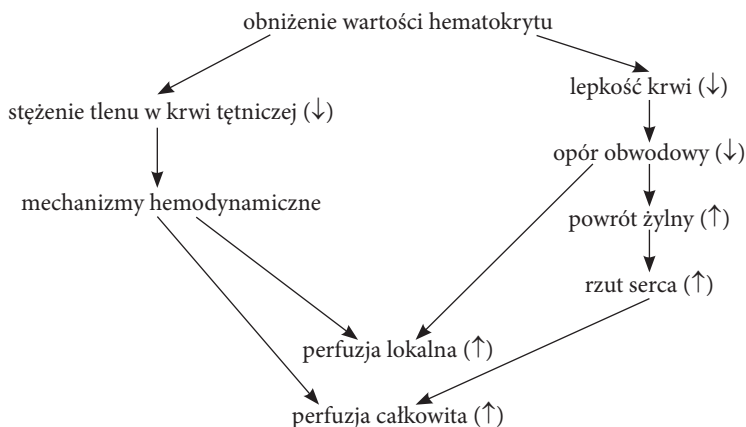 obniżenie wartości hematokrytu
lepkość krwi (↓)
stężenie tlenu w krwi tętniczej (↓)
opór obwodowy (↓)
mechanizmy hemodynamiczne
powrót żylny (↑)
rzut serca (↑)
perfuzja lokalna (↑)
perfuzja całkowita (↑)